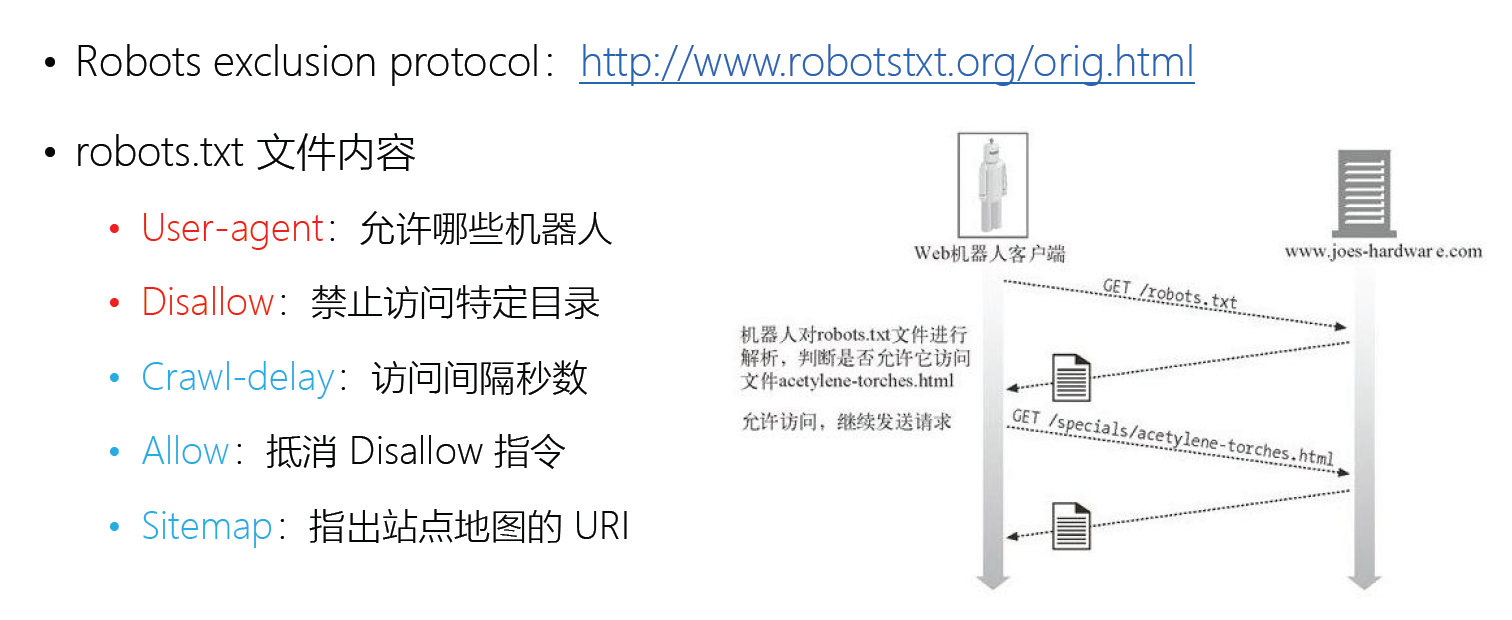 • Robots exclusion protocol：http://www.robotstxt.org/orig.html
• robots.txt 文件内容
• User-agent：允许哪些机器人
• Disallow：禁止访问特定目录
• Crawl-delay：访问间隔秒数
• Allow：抵消 Disallow 指令
• Sitemap：指出站点地图的 URI
Web机器人客户端
www.joes-hardware.com
GET /robots.txt
机器人对robots.txt文件进行
解析，判断是否允许它访问
文件acetylene-torches.html
允许访问，继续发送请求
GET /specials/acetylene-torches.html